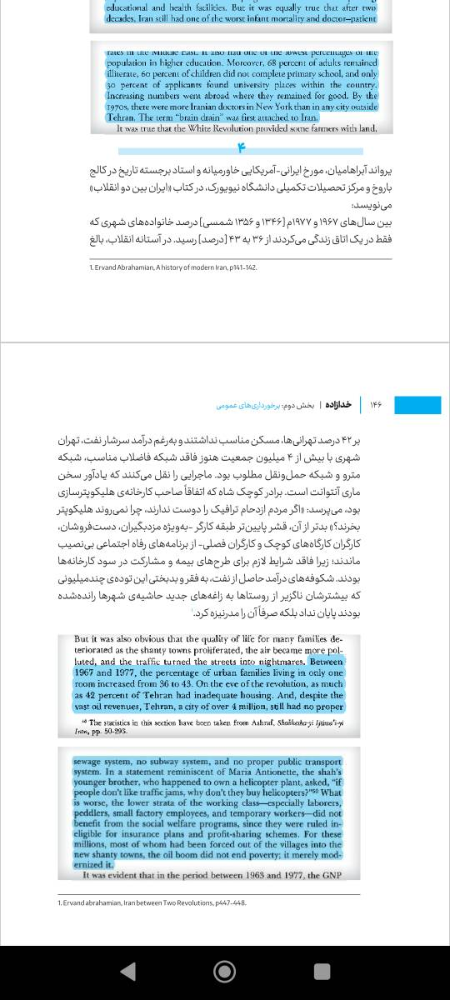 educational and health facilities. But it was equally true that after two
decades, Iran still had one of the worst infant mortality and doctor–patient
rates in the Middle East. It also had one of the lowest percentages of the
population in higher education. Moreover, 68 percent of adults remained
illiterate, 60 percent of children did not complete primary school, and only
30 percent of applicants found university places within the country.
Increasing numbers went abroad where they remained for good. By the
1970s, there were more Iranian doctors in New York than in any city outside
Tehran. The term "brain drain" was first attached to Iran.
It was true that the White Revolution provided some farmers with land,
۴
یرواند آبراهامیان، مورخ ایرانی-آمریکایی خاورمیانه و استاد برجسته تاریخ در کالج
باروخ و مرکز تحصیلات تکمیلی دانشگاه نیویورک، در کتاب «ایران بین دو انقلاب»
می‌نویسد:
بین سال‌های ۱۹۶۷ و ۱۹۷۷م [۱۳۴۶ و ۱۳۵۶ شمسی] درصد خانواده‌های شهری که
فقط در یک اتاق زندگی می‌کردند از ۳۶ به ۴۳ [درصد] رسید. در آستانه انقلاب، بالغ
1. Ervand Abrahamian, A history of modern Iran, p141-142.
۱۴۶ | خدازاده | بخش دوم: برخورداری‌های عمومی
بر ۴۲ درصد تهرانی‌ها، مسکن مناسب نداشتند و به‌رغم درآمد سرشار نفت، تهران
شهری با بیش از ۴ میلیون جمعیت هنوز فاقد شبکه فاضلاب مناسب، شبکه
مترو و شبکه حمل‌ونقل مطلوب بود. ماجرایی را نقل می‌کنند که یادآور سخن
ماری آنتوانت است. برادر کوچک شاه که اتفاقاً صاحب کارخانه‌ی هلیکوپترسازی
بود، می‌پرسد: «اگر مردم ازدحام ترافیک را دوست ندارند، چرا نمی‌روند هلیکوپتر
بخرند؟» بدتر از آن، قشر پایین‌تر طبقه کارگر -به‌ویژه مزدبگیران، دست‌فروشان،
کارگران کارگاه‌های کوچک و کارگران فصلی- از برنامه‌های رفاه اجتماعی بی‌نصیب
ماندند؛ زیرا فاقد شرایط لازم برای طرح‌های بیمه و مشارکت در سود کارخانه‌ها
بودند. شکوفه‌های درآمد حاصل از نفت، به فقر و بدبختی این توده‌ی چندمیلیونی
که بیشترشان ناگزیر از روستاها به زاغه‌های جدید حاشیه‌ی شهرها رانده‌شده
بودند پایان نداد بلکه صرفاً آن را مدرنیزه کرد.۱
But it was also obvious that the quality of life for many families de-
teriorated as the shanty towns proliferated, the air became more pol-
luted, and the traffic turned the streets into nightmares. Between
1967 and 1977, the percentage of urban families living in only one
room increased from 36 to 43. On the eve of the revolution, as much
as 42 percent of Tehran had inadequate housing. And, despite the
vast oil revenues, Tehran, a city of over 4 million, still had no proper
The statistics in this section have been taken from Ashraf, Shakhesha-yi Ijtima'i-yi
Iran, pp. 50-293.
sewage system, no subway system, and no proper public transport
system. In a statement reminiscent of Maria Antionette, the shah's
younger brother, who happened to own a helicopter plant, asked, "if
people don't like traffic jams, why don't they buy helicopters?"⁵⁰ What
is worse, the lower strata of the working class—especially laborers,
peddlers, small factory employees, and temporary workers—did not
benefit from the social welfare programs, since they were ruled in-
eligible for insurance plans and profit-sharing schemes. For these
millions, most of whom had been forced out of the villages into the
new shanty towns, the oil boom did not end poverty; it merely mod-
ernized it.
It was evident that in the period between 1963 and 1977, the GNP
1. Ervand abrahamian, Iran between Two Revolutions, p447-448.